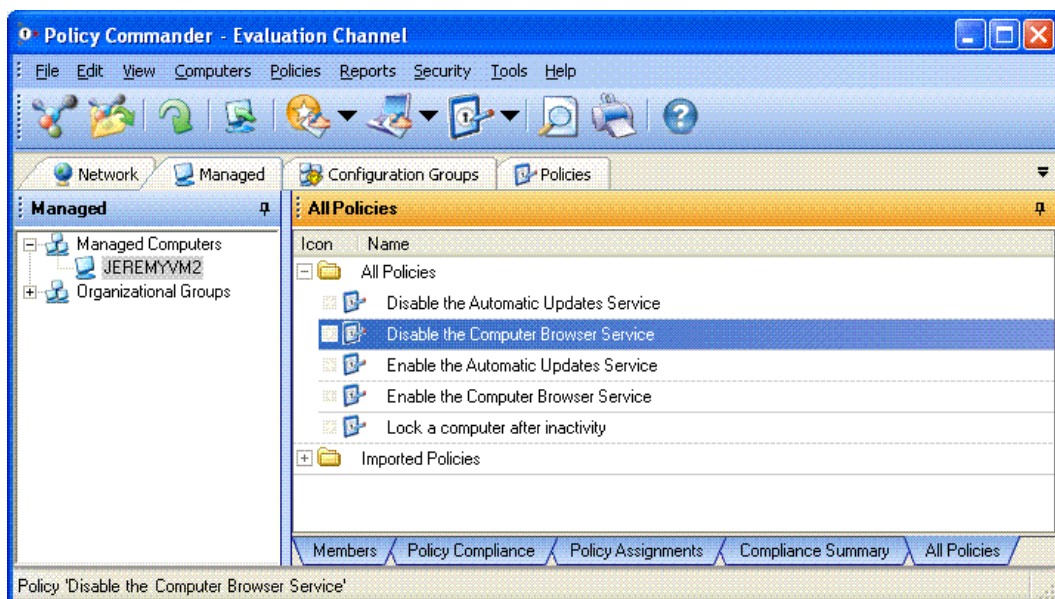 Policy Commander - Evaluation Channel
File Edit View Computers Policies Reports Security Tools Help
Network Managed Configuration Groups Policies
Managed
All Policies
Managed Computers
JEREMYVM2
Organizational Groups
Icon Name
All Policies
Disable the Automatic Updates Service
Disable the Computer Browser Service
Enable the Automatic Updates Service
Enable the Computer Browser Service
Lock a computer after inactivity
Imported Policies
Members Policy Compliance Policy Assignments Compliance Summary All Policies
Policy 'Disable the Computer Browser Service'